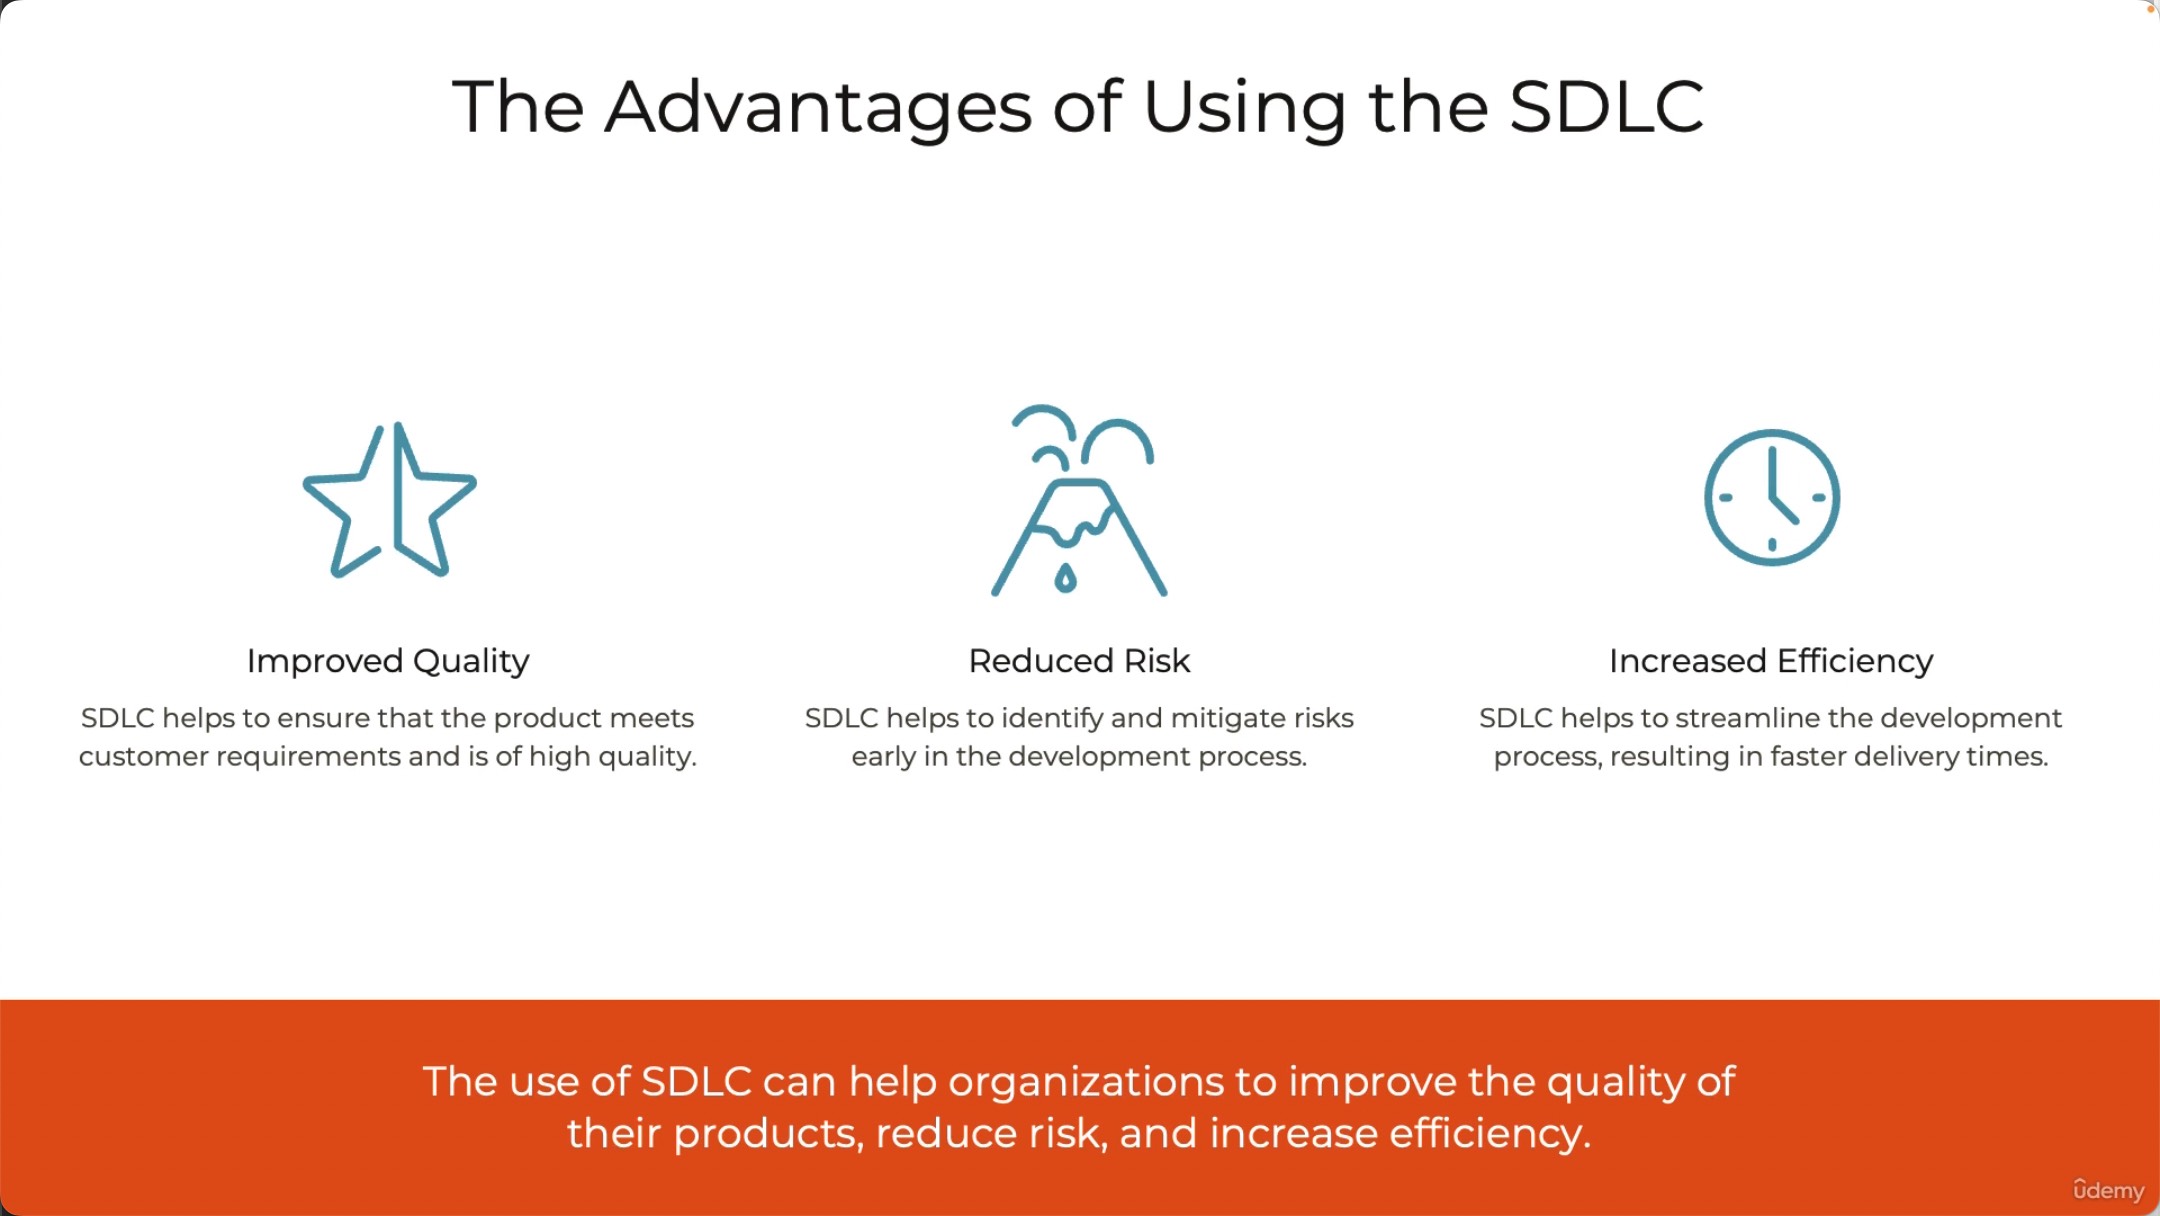 The Advantages of Using the SDLC
Improved Quality
SDLC helps to ensure that the product meets
customer requirements and is of high quality.
Reduced Risk
SDLC helps to identify and mitigate risks
early in the development process.
Increased Efficiency
SDLC helps to streamline the development
process, resulting in faster delivery times.
The use of SDLC can help organizations to improve the quality of
their products, reduce risk, and increase efficiency.
ûdemy